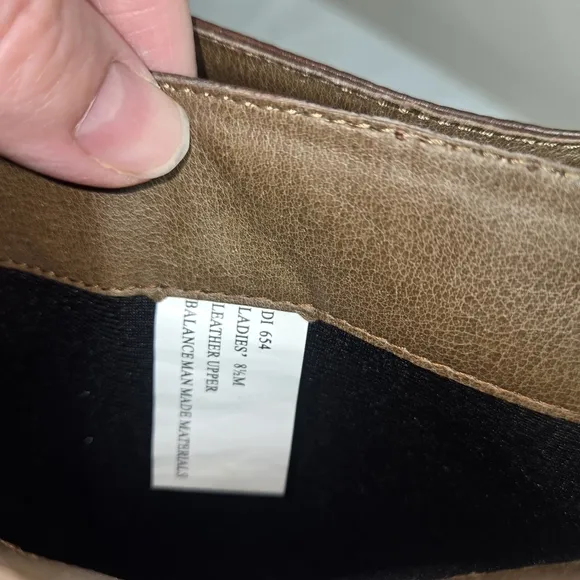 DI 654
LADIES' 8½M
LEATHER UPPER
BALANCE MAN MADE MATERIALS